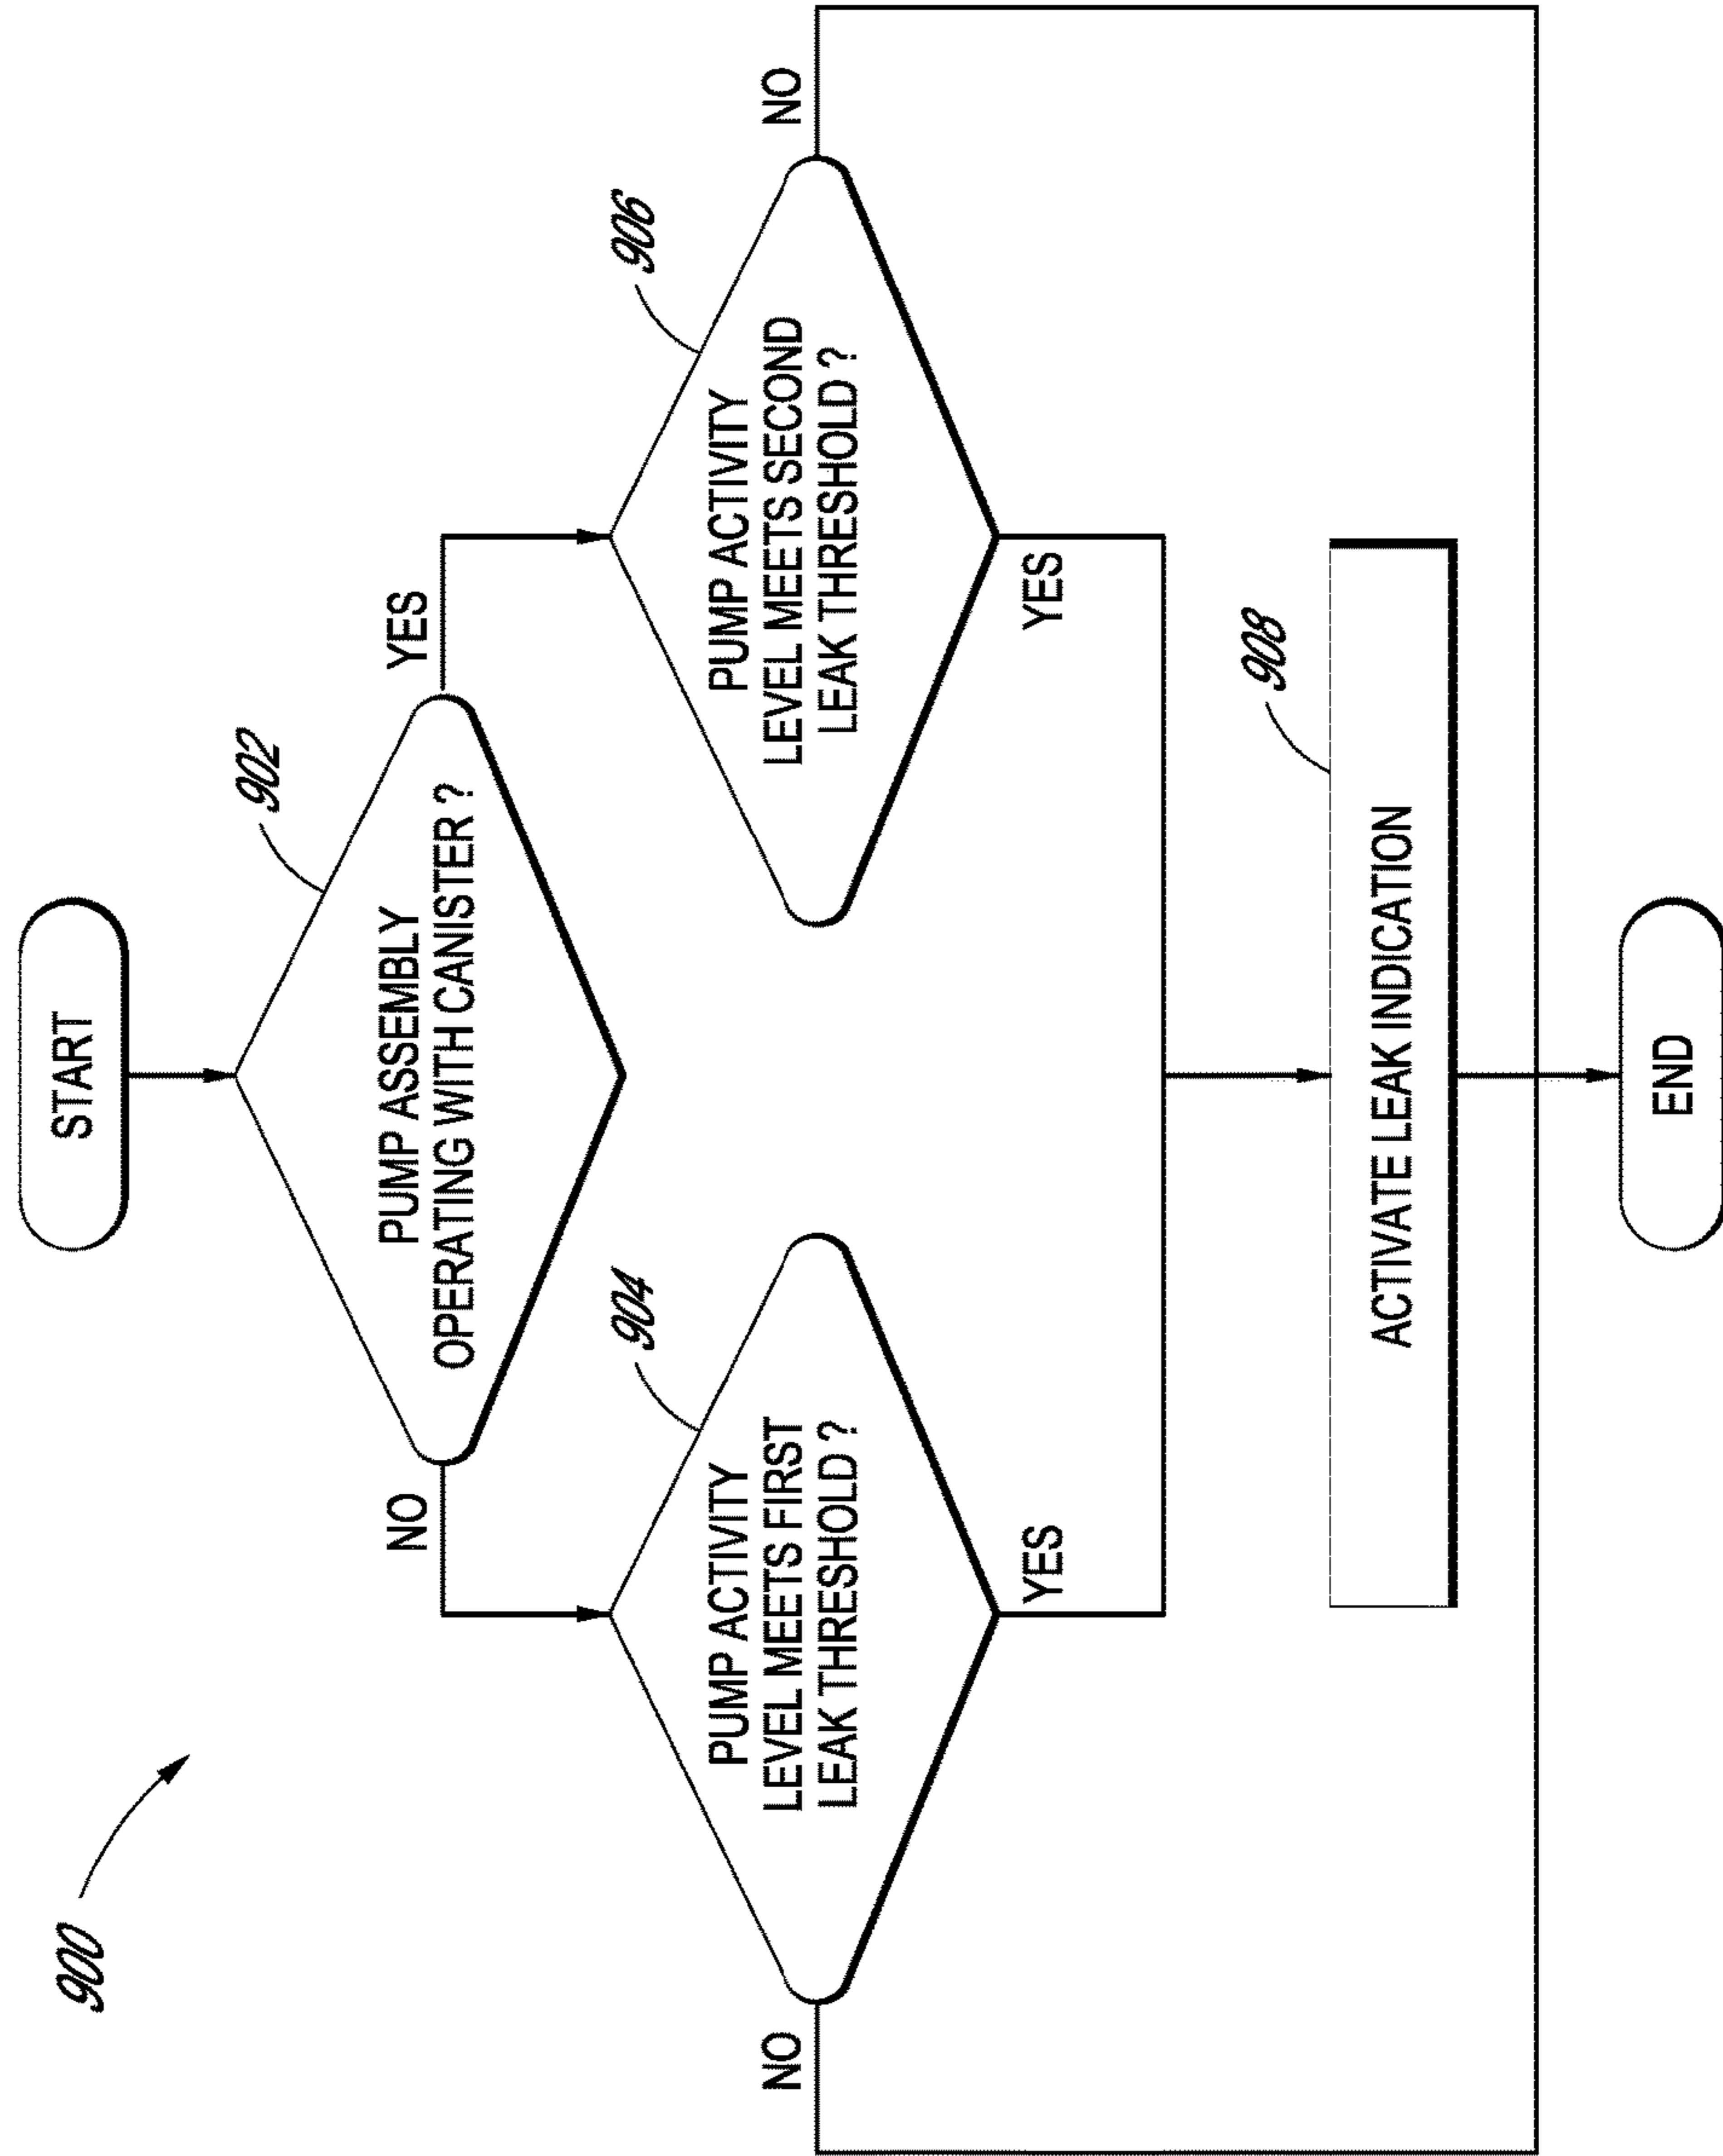 900
START
902
PUMP ASSEMBLY
OPERATING WITH CANISTER ?
NO
YES
904
PUMP ACTIVITY
LEVEL MEETS FIRST
LEAK THRESHOLD ?
906
PUMP ACTIVITY
LEVEL MEETS SECOND
LEAK THRESHOLD ?
NO
NO
YES
YES
908
ACTIVATE LEAK INDICATION
END